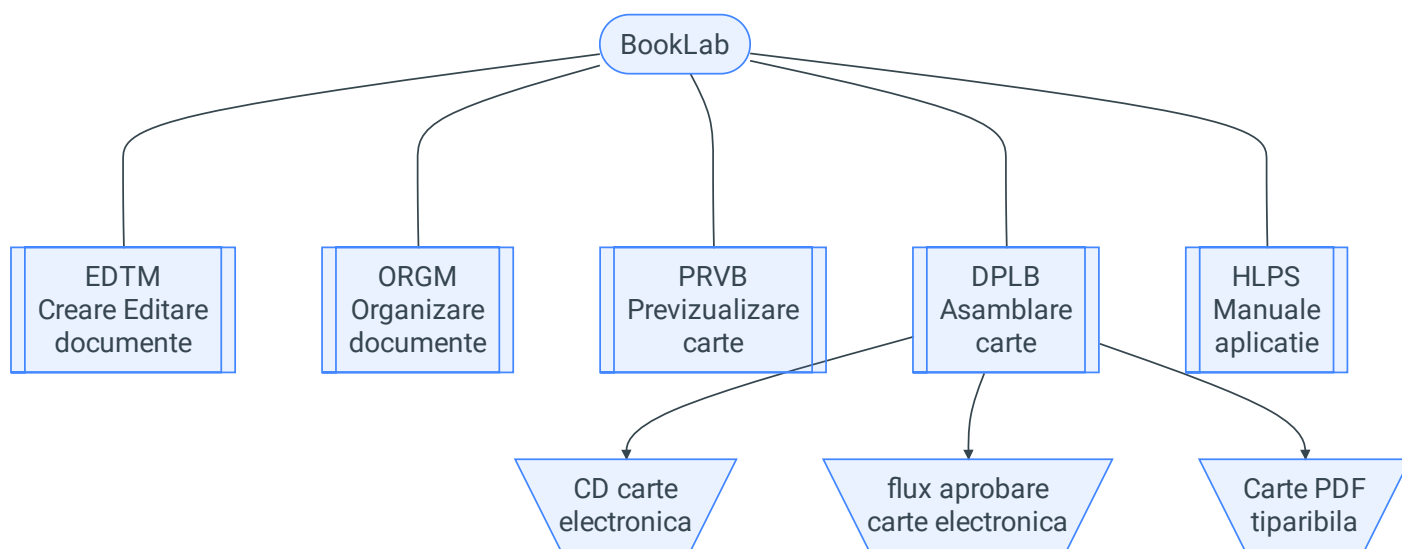 BookLab
EDTM
Creare Editare
documente
ORGM
Organizare
documente
PRVB
Previzualizare
carte
DPLB
Asamblare
carte
HLPS
Manuale
aplicatie
CD carte
electronica
flux aprobare
carte electronica
Carte PDF
tiparibila